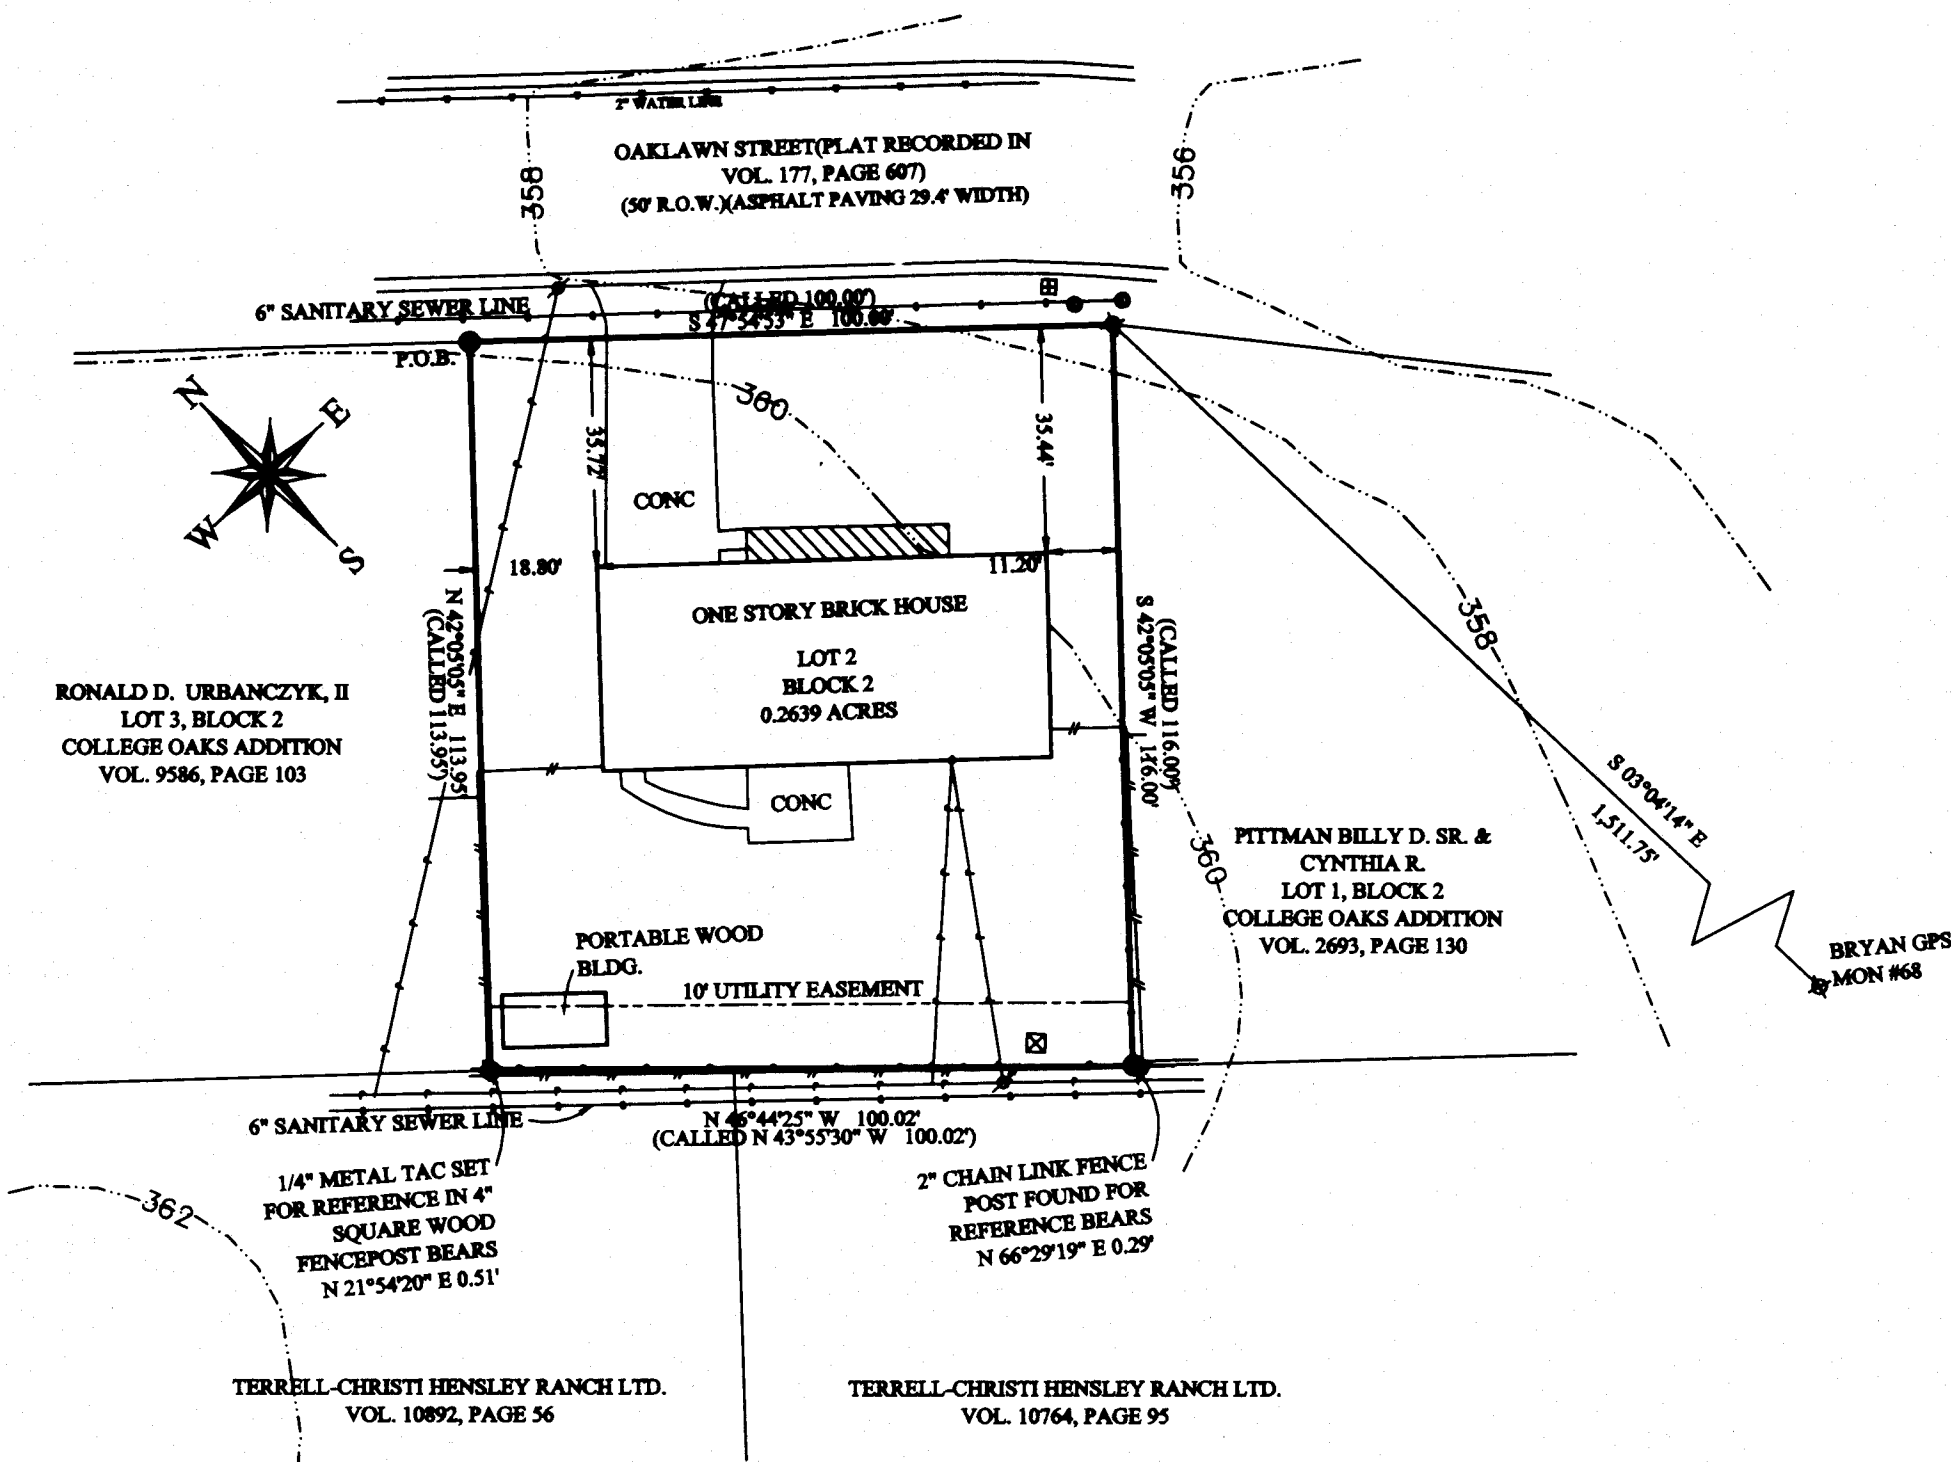 2" WATER LINE
OAKLAWN STREET(PLAT RECORDED IN
VOL. 177, PAGE 607)
(50' R.O.W.)(ASPHALT PAVING 29.4' WIDTH)
358
356
6" SANITARY SEWER LINE
(CALLED 100.00')
S 47°54'53" E 100.00'
P.O.B.
N
E
W
S
360
35.72'
35.44'
CONC
18.80'
11.20'
ONE STORY BRICK HOUSE
LOT 2
BLOCK 2
0.2639 ACRES
N 42°05'05" E 113.95'
(CALLED 113.95')
(CALLED 116.00')
S 42°05'05" W 116.00'
358
RONALD D. URBANCZYK, II
LOT 3, BLOCK 2
COLLEGE OAKS ADDITION
VOL. 9586, PAGE 103
CONC
S 03°04'14" E
1,511.75'
360
PITTMAN BILLY D. SR. &
CYNTHIA R.
LOT 1, BLOCK 2
COLLEGE OAKS ADDITION
VOL. 2693, PAGE 130
BRYAN GPS
MON #68
PORTABLE WOOD
BLDG.
10' UTILITY EASEMENT
6" SANITARY SEWER LINE
N 46°44'25" W 100.02'
(CALLED N 43°55'30" W 100.02')
1/4" METAL TAC SET
FOR REFERENCE IN 4"
SQUARE WOOD
FENCEPOST BEARS
N 21°54'20" E 0.51'
2" CHAIN LINK FENCE
POST FOUND FOR
REFERENCE BEARS
N 66°29'19" E 0.29'
362
TERRELL-CHRISTI HENSLEY RANCH LTD.
VOL. 10892, PAGE 56
TERRELL-CHRISTI HENSLEY RANCH LTD.
VOL. 10764, PAGE 95